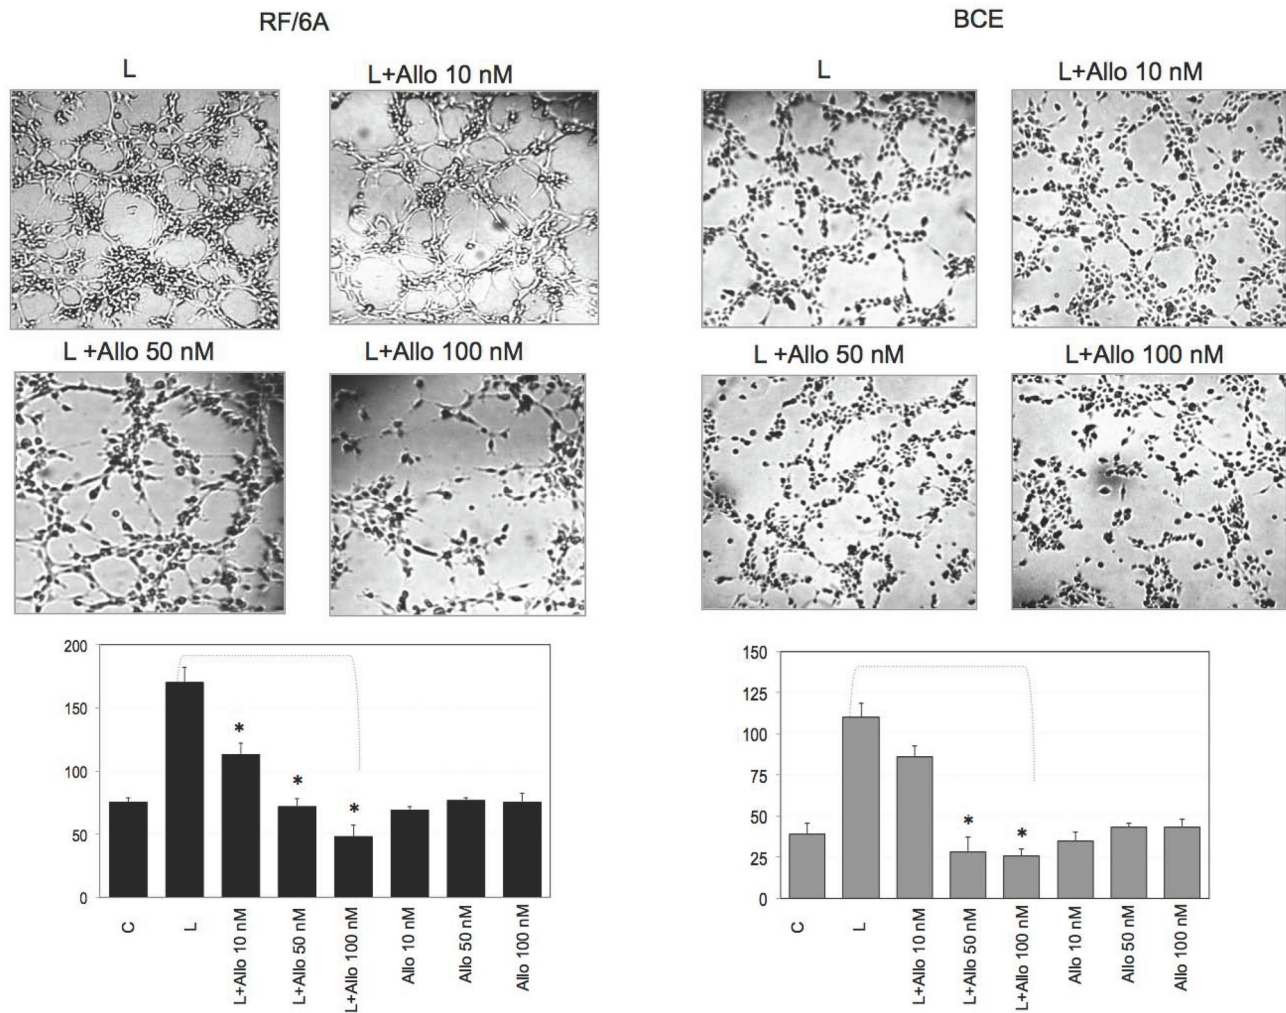 RF/6A
L
L+Allo 10 nM
L +Allo 50 nM
L+Allo 100 nM
200
150
100
50
0
*
*
*
C
L
L+Allo 10 nM
L+Allo 50 nM
L+Allo 100 nM
Allo 10 nM
Allo 50 nM
Allo 100 nM
BCE
L
L+Allo 10 nM
L +Allo 50 nM
L+Allo 100 nM
150
125
100
75
50
25
0
*
*
C
L
L+Allo 10 nM
L+Allo 50 nM
L+Allo 100 nM
Allo 10 nM
Allo 50 nM
Allo 100 nM